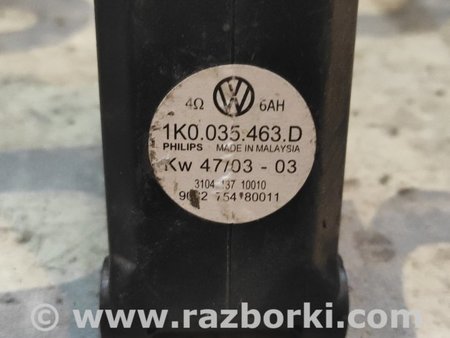 4Ω VW 6AH
1K0.035.463.D
PHILIPS MADE IN MALAYSIA
Kw 47/03 - 03
3104 10010
80011
© www.razborki.com